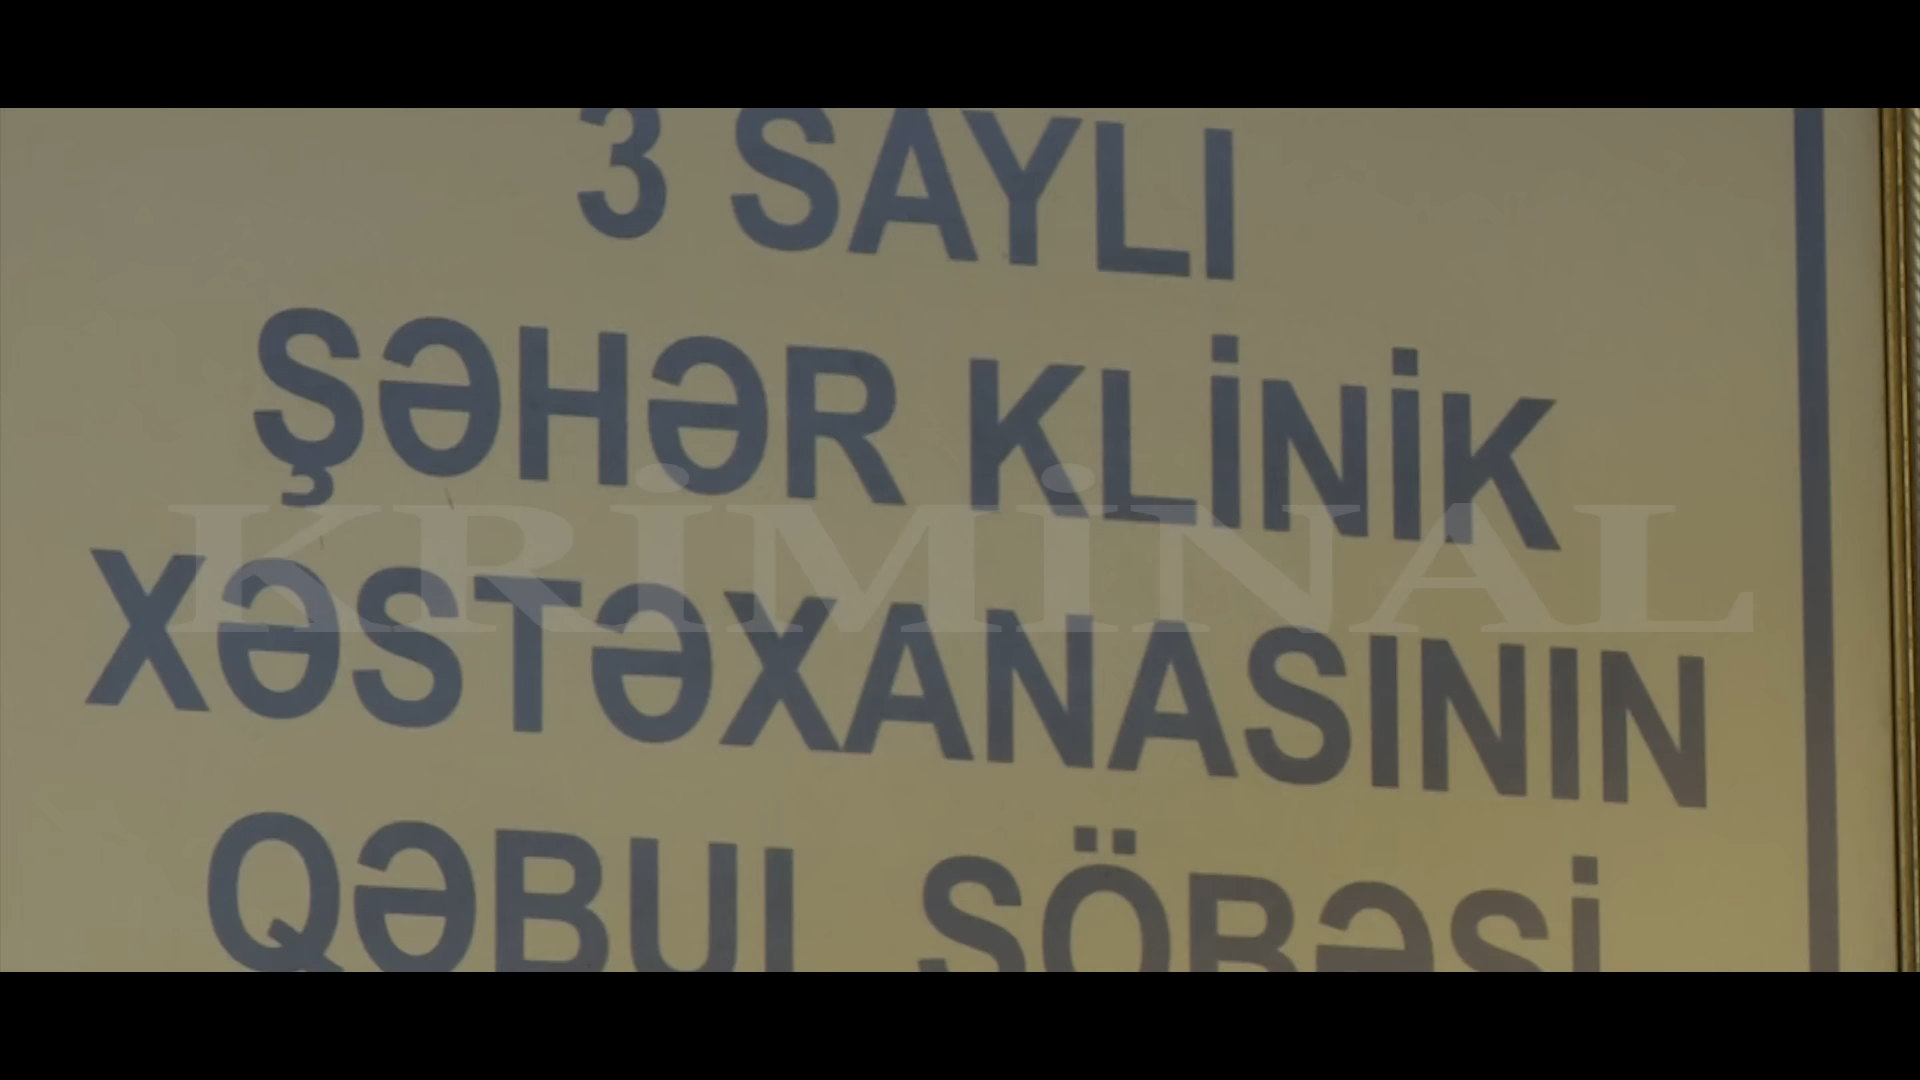 3 SAYLI
ŞƏHƏR KLİNİK
KRİMİNAL
XƏSTƏXANASININ
QƏBUL ŞÖBƏSİ